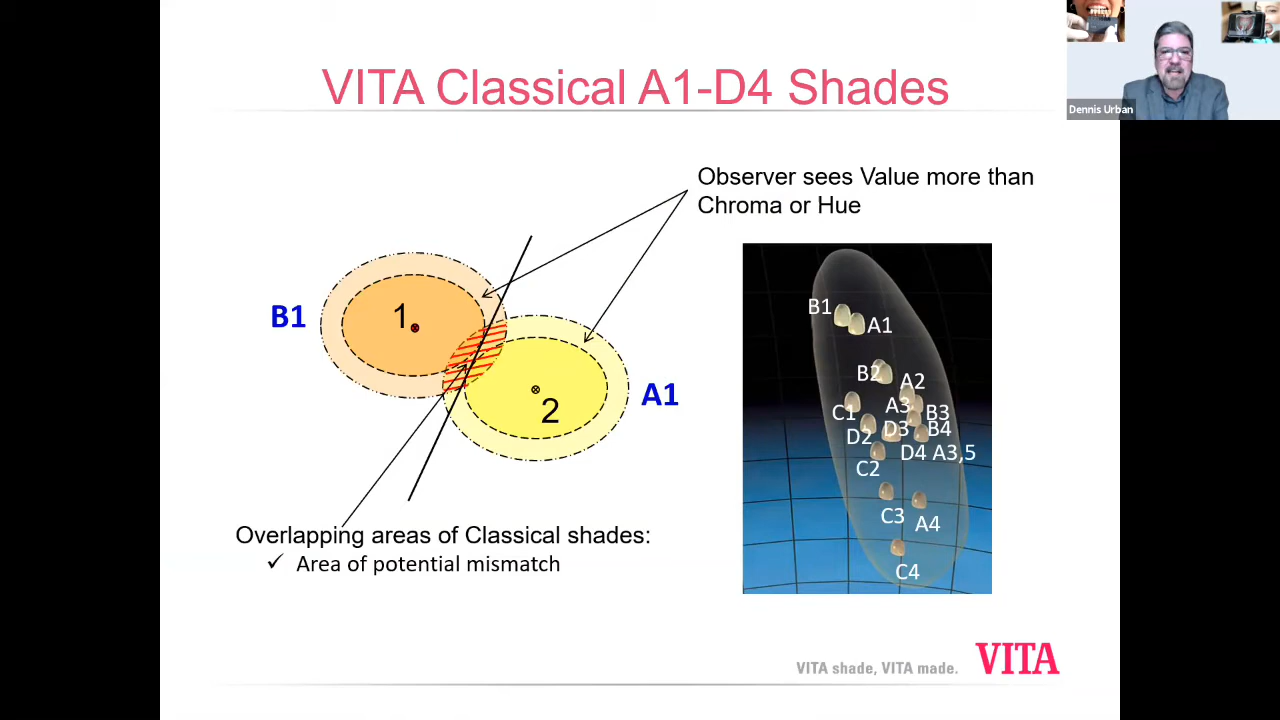 VITA Classical A1-D4 Shades
Dennis Urban
Observer sees Value more than
Chroma or Hue
B1
1
2
A1
Overlapping areas of Classical shades:
✓ Area of potential mismatch
B1
A1
B2
A2
C1
A3
B3
D2
D3
B4
C2
D4 A3,5
C3
A4
C4
VITA shade, VITA made.
VITA